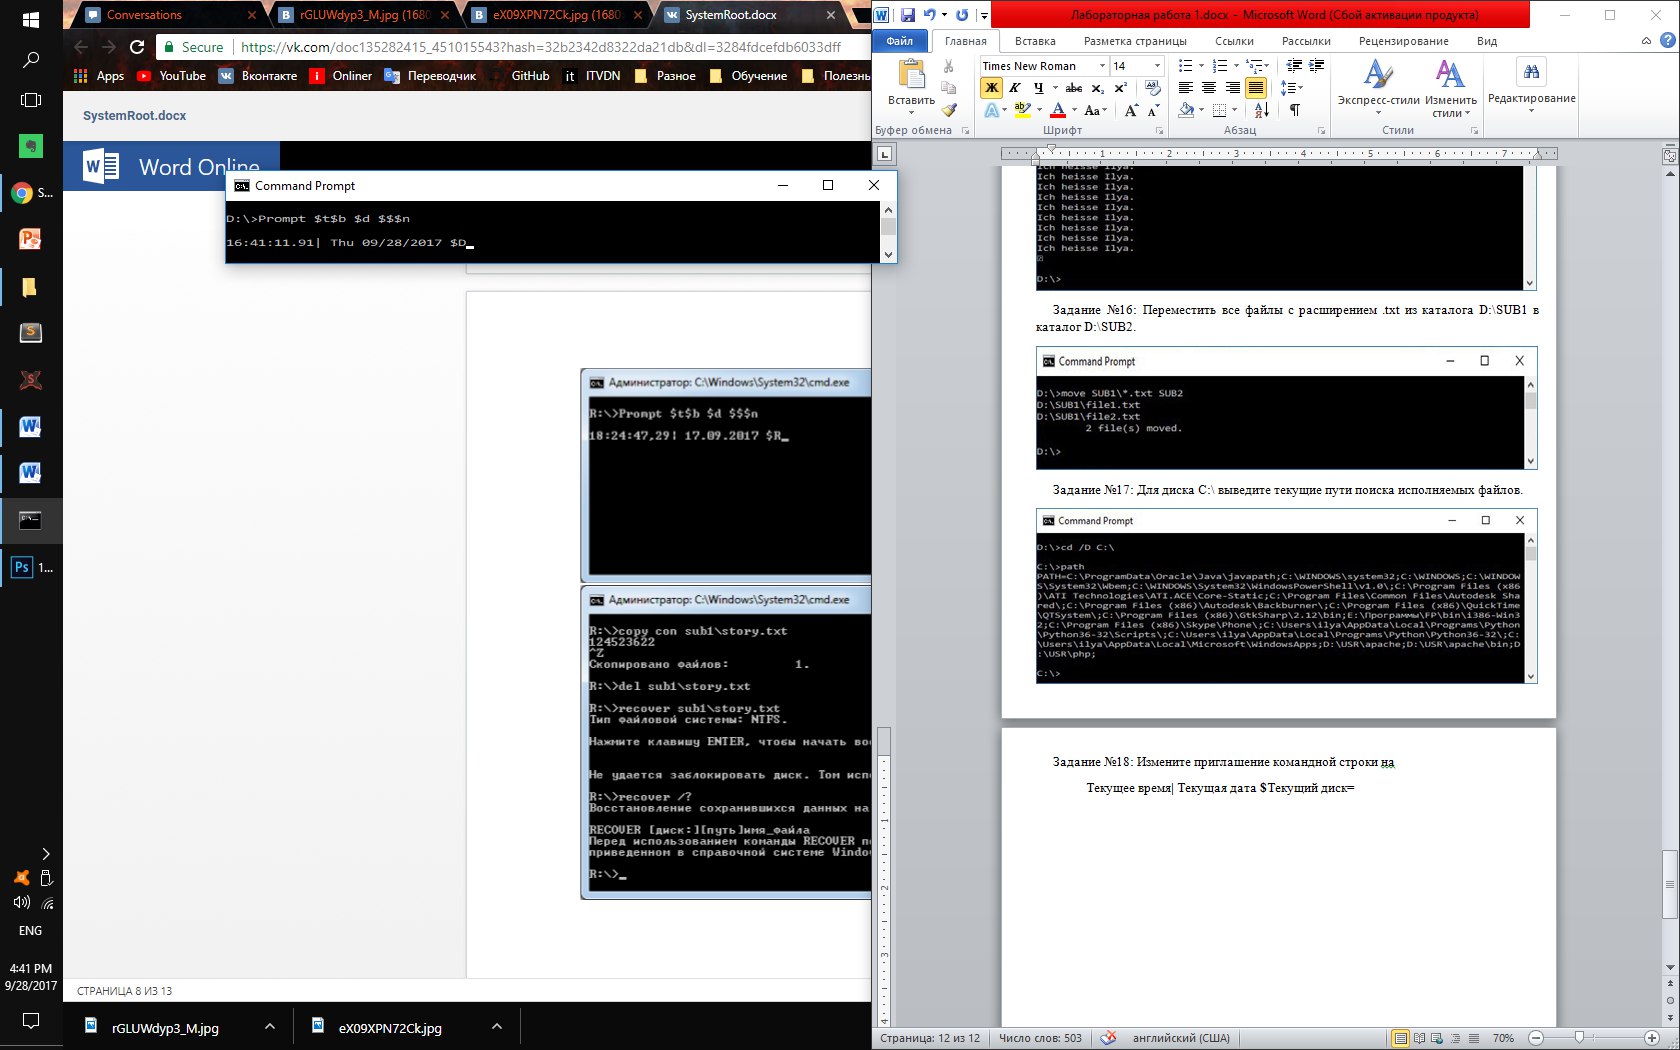 Conversations
rGLUWdyp3_M.jpg (1680
eX09XPN72Ck.jpg (1680
SystemRoot.docx
Secure
https://vk.com/doc135282415_451015543?hash=32b2342d8322da21db&dl=3284fdcefdb6033dff
Apps
YouTube
Вконтакте
Onliner
Переводчик
GitHub
it ITVDN
Разное
Обучение
Полезнь
SystemRoot.docx
Word Online
Command Prompt
D:\>Prompt $t$b $d $$$n
16:41:11.91| Thu 09/28/2017 $D
Администратор: C:\Windows\System32\cmd.exe
R:\>Prompt $t$b $d $$$n
18:24:47,29| 17.09.2017 $R
Администратор: C:\Windows\System32\cmd.exe
R:\>copy con sub1\story.txt
124523622
^Z
Скопировано файлов: 1.
R:\>del sub1\story.txt
R:\>recover sub1\story.txt
Тип файловой системы: NTFS.
Нажмите клавишу ENTER, чтобы начать вос
Не удается заблокировать диск. Том испо
R:\>recover /?
Восстановление сохранившихся данных на
RECOVER [диск:][путь]имя_файла
Перед использованием команды RECOVER по
приведенном в справочной системе Window
R:\>
СТРАНИЦА 8 ИЗ 13
rGLUWdyp3_M.jpg
eX09XPN72Ck.jpg
S...
1...
ENG
4:41 PM
9/28/2017
Лабораторная работа 1.docx - Microsoft Word (Сбой активации продукта)
Файл
Главная
Вставка
Разметка страницы
Ссылки
Рассылки
Рецензирование
Вид
Вставить
Буфер обмена
Times New Roman
14
Ж К Ч abc x₂ x²
Шрифт
Абзац
Экспресс-стили
Изменить стили
Стили
Редактирование
Ich heisse Ilya.
Ich heisse Ilya.
Ich heisse Ilya.
Ich heisse Ilya.
Ich heisse Ilya.
Ich heisse Ilya.
Ich heisse Ilya.
Ich heisse Ilya.
Ich heisse Ilya.
D:\>
Задание №16: Переместить все файлы с расширением .txt из каталога D:\SUB1 в
каталог D:\SUB2.
Command Prompt
D:\>move SUB1\*.txt SUB2
D:\SUB1\file1.txt
D:\SUB1\file2.txt
2 file(s) moved.
D:\>
Задание №17: Для диска C:\ выведите текущие пути поиска исполняемых файлов.
Command Prompt
D:\>cd /D C:\
C:\>path
PATH=C:\ProgramData\Oracle\Java\javapath;C:\WINDOWS\system32;C:\WINDOWS;C:\WINDOW
S\System32\Wbem;C:\WINDOWS\System32\WindowsPowerShell\v1.0\;C:\Program Files (x86
)\ATI Technologies\ATI.ACE\Core-Static;C:\Program Files\Common Files\Autodesk Sha
red\;C:\Program Files (x86)\Autodesk\Backburner\;C:\Program Files (x86)\QuickTime
\QTSystem\;C:\Program Files (x86)\GtkSharp\2.12\bin;E:\Программы\FP\bin\i386-Win3
2;C:\Program Files (x86)\Skype\Phone\;C:\Users\ilya\AppData\Local\Programs\Python
\Python36-32\Scripts\;C:\Users\ilya\AppData\Local\Programs\Python\Python36-32\;C:
\Users\ilya\AppData\Local\Microsoft\WindowsApps;D:\USR\apache;D:\USR\apache\bin;D
:\USR\php;
C:\>
Задание №18: Измените приглашение командной строки на
Текущее время| Текущая дата $Текущий диск=
Страница: 12 из 12
Число слов: 503
английский (США)
70%